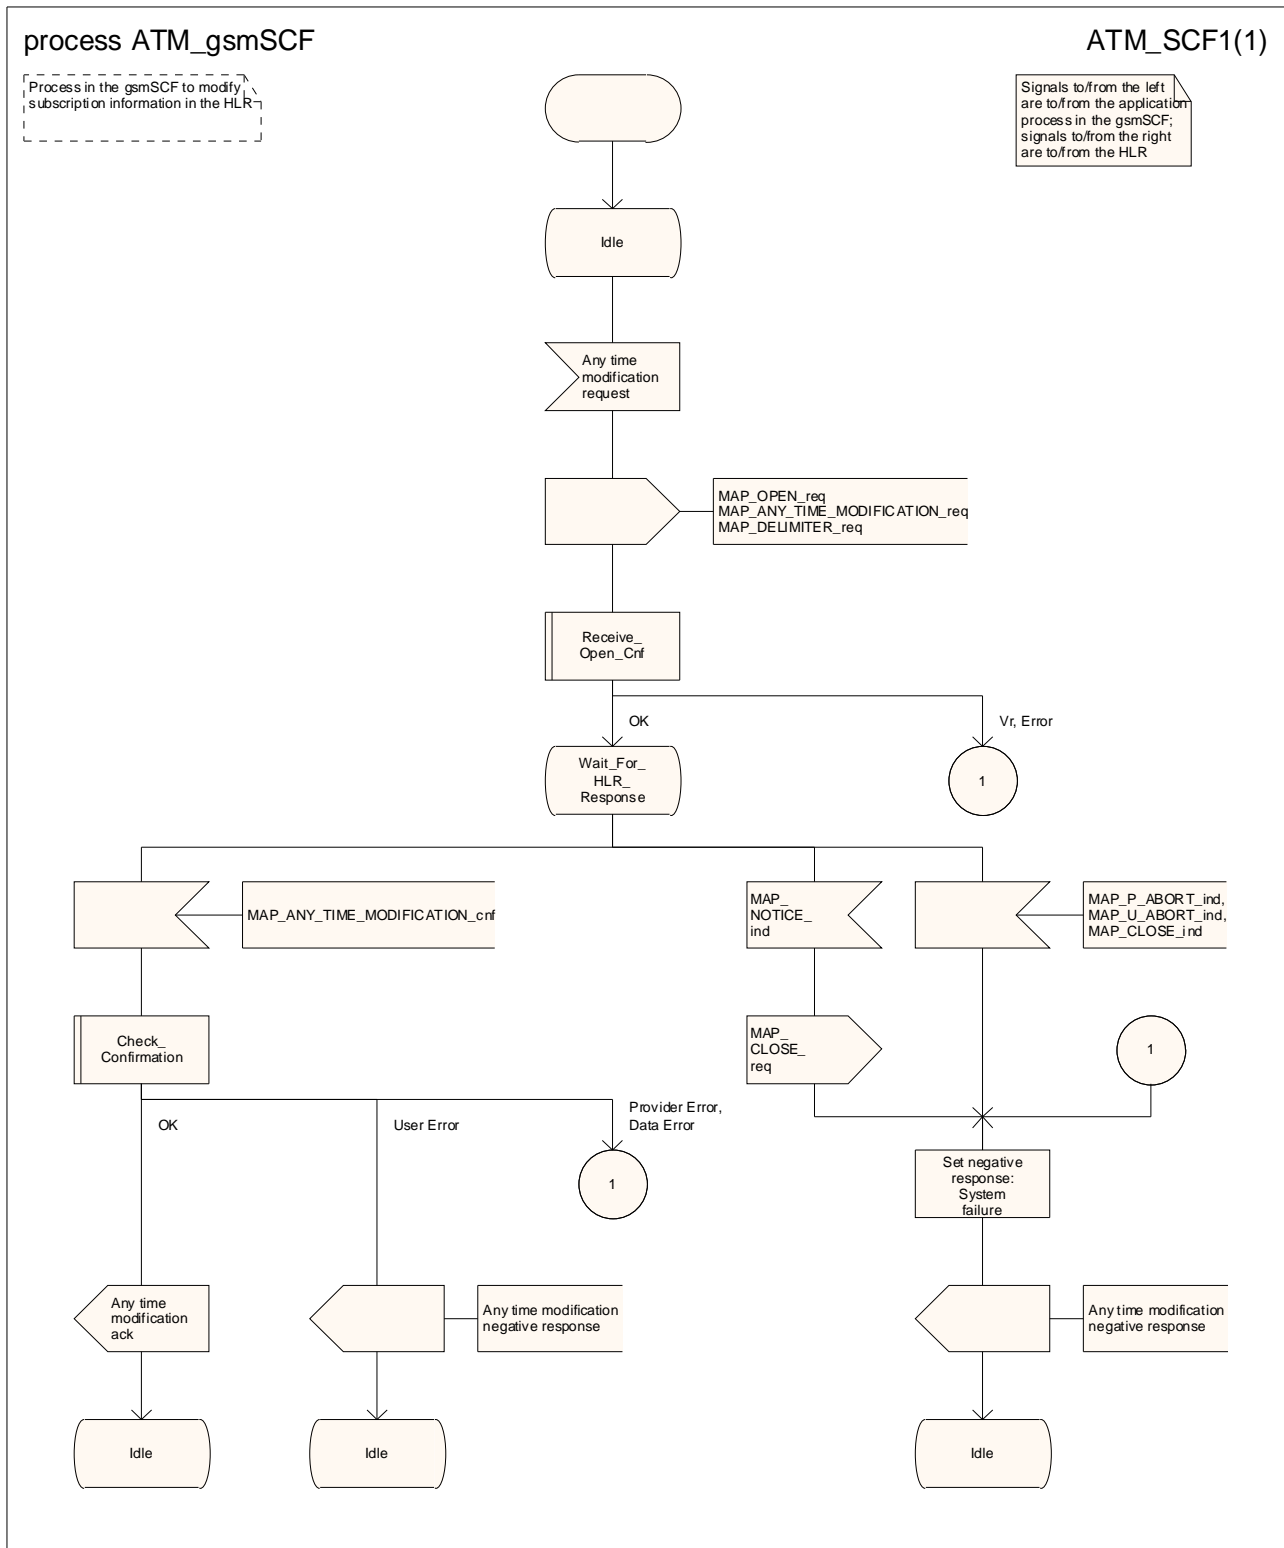 process ATM_gsmSCF
ATM_SCF1(1)
Process in the gsmSCF to modify
subscription information in the HLR
Signals to/from the left
are to/from the application
process in the gsmSCF;
signals to/from the right
are to/from the HLR
Idle
Any time
modification
request
MAP_OPEN_req
MAP_ANY_TIME_MODIFICATION_req
MAP_DELIMITER_req
Receive_
Open_Cnf
OK
Vr, Error
Wait_For_
HLR_
Response
1
MAP_ANY_TIME_MODIFICATION_cnf
MAP_
NOTICE_
ind
MAP_P_ABORT_ind,
MAP_U_ABORT_ind,
MAP_CLOSE_ind
Check_
Confirmation
MAP_
CLOSE_
req
1
OK
User Error
Provider Error,
Data Error
1
Set negative
response:
System
failure
Any time
modification
ack
Any time modification
negative response
Any time modification
negative response
Idle
Idle
Idle